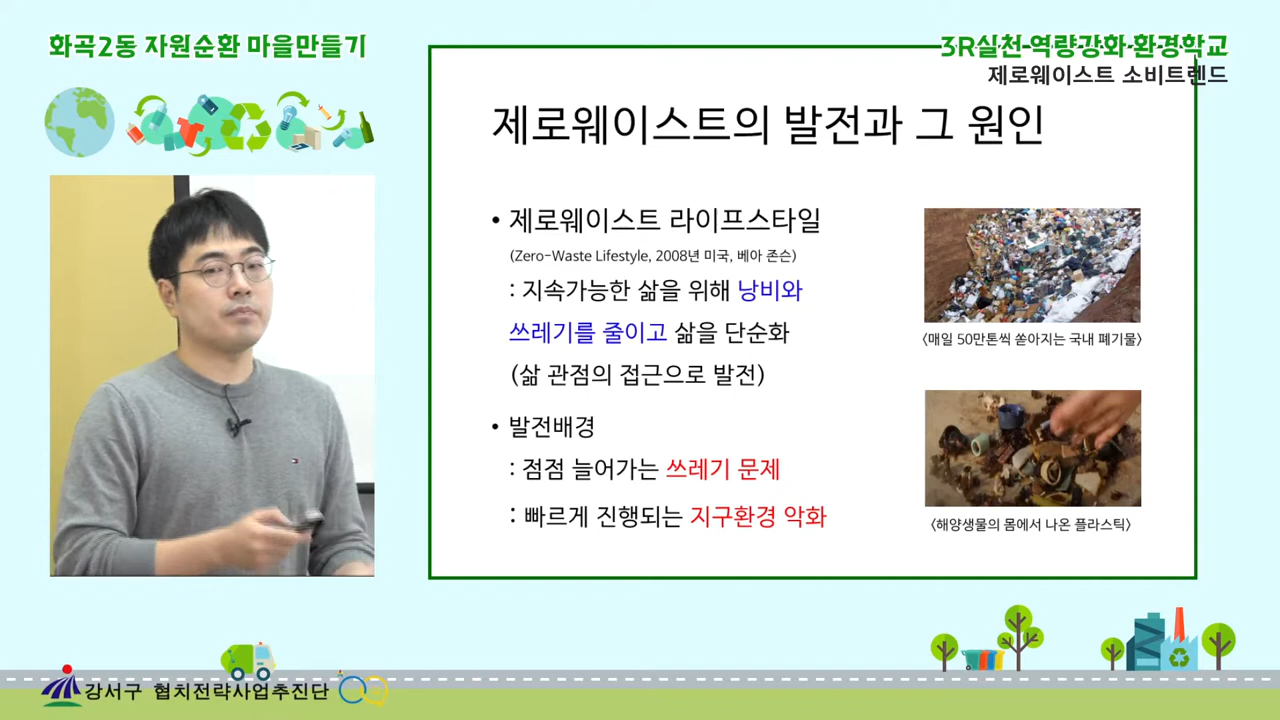 화곡2동 자원순환 마을만들기
3R실천 역량강화 환경학교
제로웨이스트 소비트렌드
제로웨이스트의 발전과 그 원인
• 제로웨이스트 라이프스타일
(Zero-Waste Lifestyle, 2008년 미국, 베아 존슨)
: 지속가능한 삶을 위해 낭비와
쓰레기를 줄이고 삶을 단순화
(삶 관점의 접근으로 발전)
• 발전배경
: 점점 늘어가는 쓰레기 문제
: 빠르게 진행되는 지구환경 악화
<매일 50만톤씩 쏟아지는 국내 폐기물>
<해양생물의 몸에서 나온 플라스틱>
강서구 협치전략사업추진단